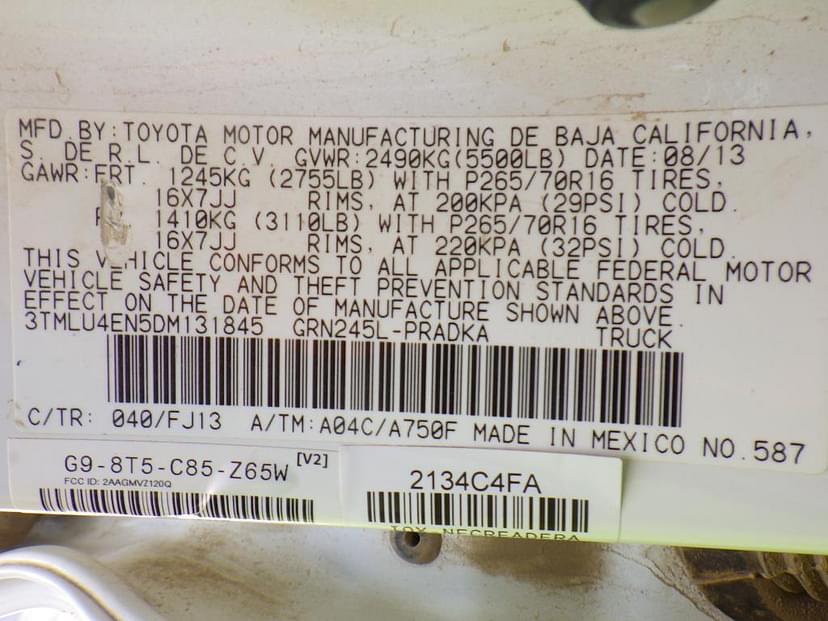 MFD BY: TOYOTA MOTOR MANUFACTURING DE BAJA CALIFORNIA,
S. DE R.L. DE C.V. GVWR:2490KG(5500LB) DATE:08/13
GAWR:FRT. 1245KG (2755LB) WITH P265/70R16 TIRES,
16X7JJ RIMS, AT 200KPA (29PSI) COLD.
1410KG (3110LB) WITH P265/70R16 TIRES,
16X7JJ RIMS, AT 220KPA (32PSI) COLD.
THIS VEHICLE CONFORMS TO ALL APPLICABLE FEDERAL MOTOR
VEHICLE SAFETY AND THEFT PREVENTION STANDARDS IN
EFFECT ON THE DATE OF MANUFACTURE SHOWN ABOVE.
3TMLU4EN5DM131845 GRN245L-PRADKA TRUCK
C/TR: 040/FJ13 A/TM:A04C/A750F MADE IN MEXICO NO.587
G9-8T5-C85-Z65W [V2]
FCC ID: 2AAGMVZ120Q
2134C4FA